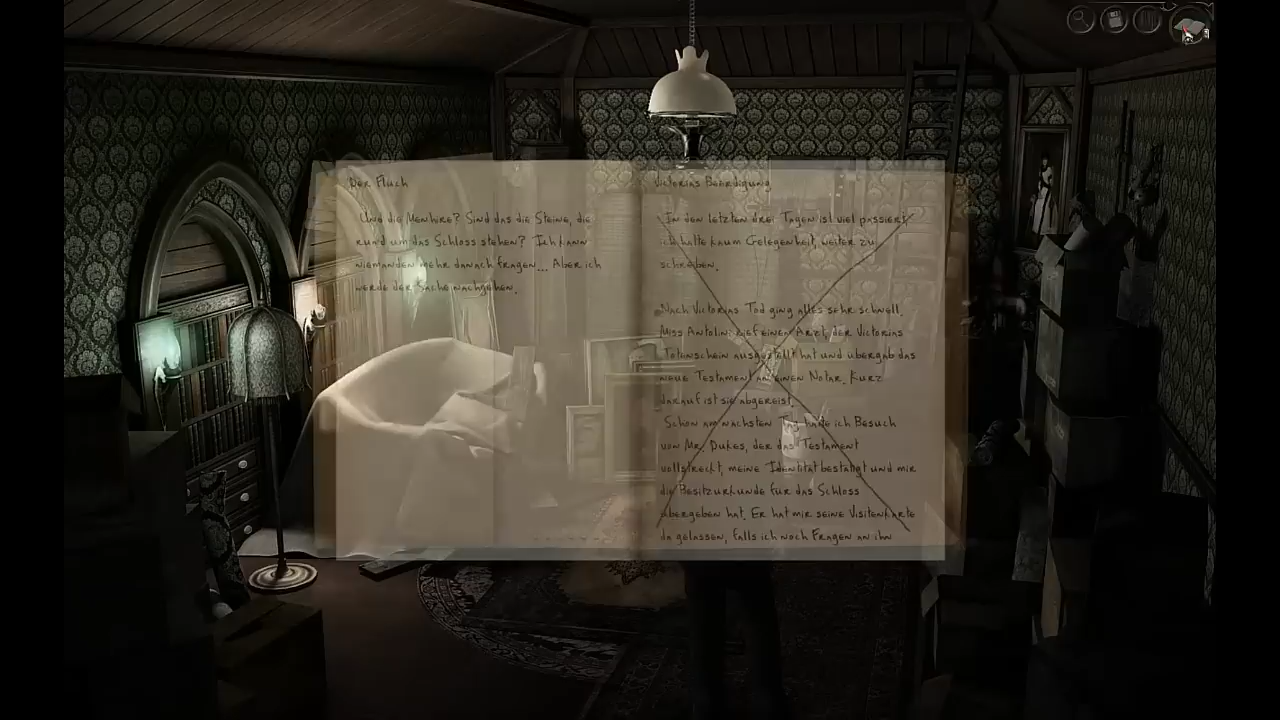 Der Fluch
Und die Menhire? Sind das die Steine, die
rund um das Schloss stehen? Ich kann
niemanden mehr danach fragen... Aber ich
werde der Sache nachgehen.
Victorias Beerdigung
In den letzten drei Tagen ist viel passiert,
ich hatte kaum Gelegenheit, weiter zu
schreiben.
Nach Victorias Tod ging alles sehr schnell.
Miss Antolini rief einen Arzt, der Victorias
Totenschein ausgestellt hat und übergab das
neue Testament an einen Notar. Kurz
darauf ist sie abgereist.
Schon am nächsten Tag hatte ich Besuch
von Mr. Dukes, der das Testament
vollstreckt, meine Identität bestätigt und mir
die Besitzurkunde für das Schloss
übergeben hat. Er hat mir seine Visitenkarte
da gelassen, falls ich noch Fragen an ihn